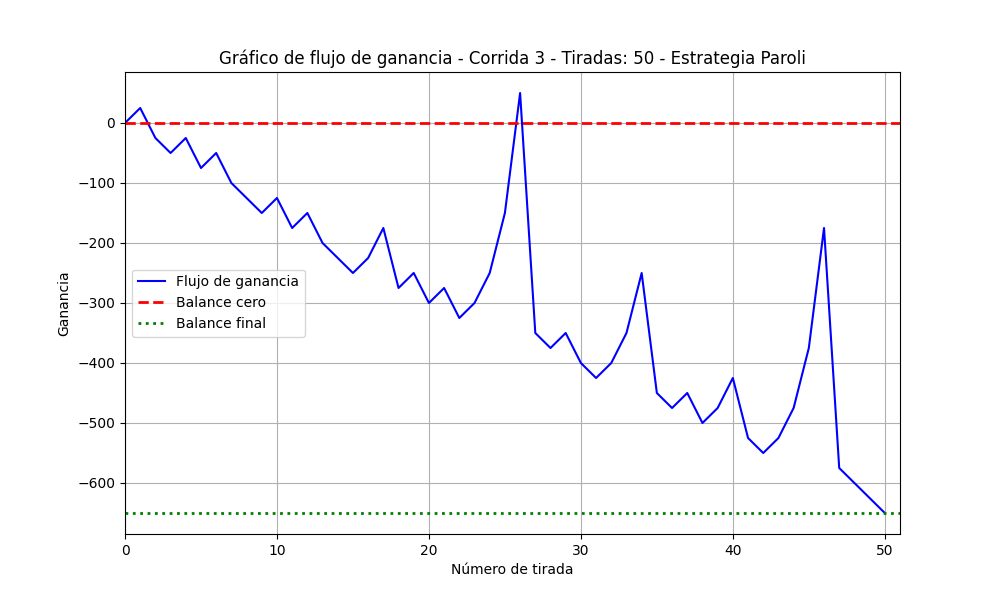 Gráfico de flujo de ganancia - Corrida 3 - Tiradas: 50 - Estrategia Paroli
Ganancia
0
−100
−200
−300
−400
−500
−600
Flujo de ganancia
Balance cero
Balance final
0 10 20 30 40 50
Número de tirada